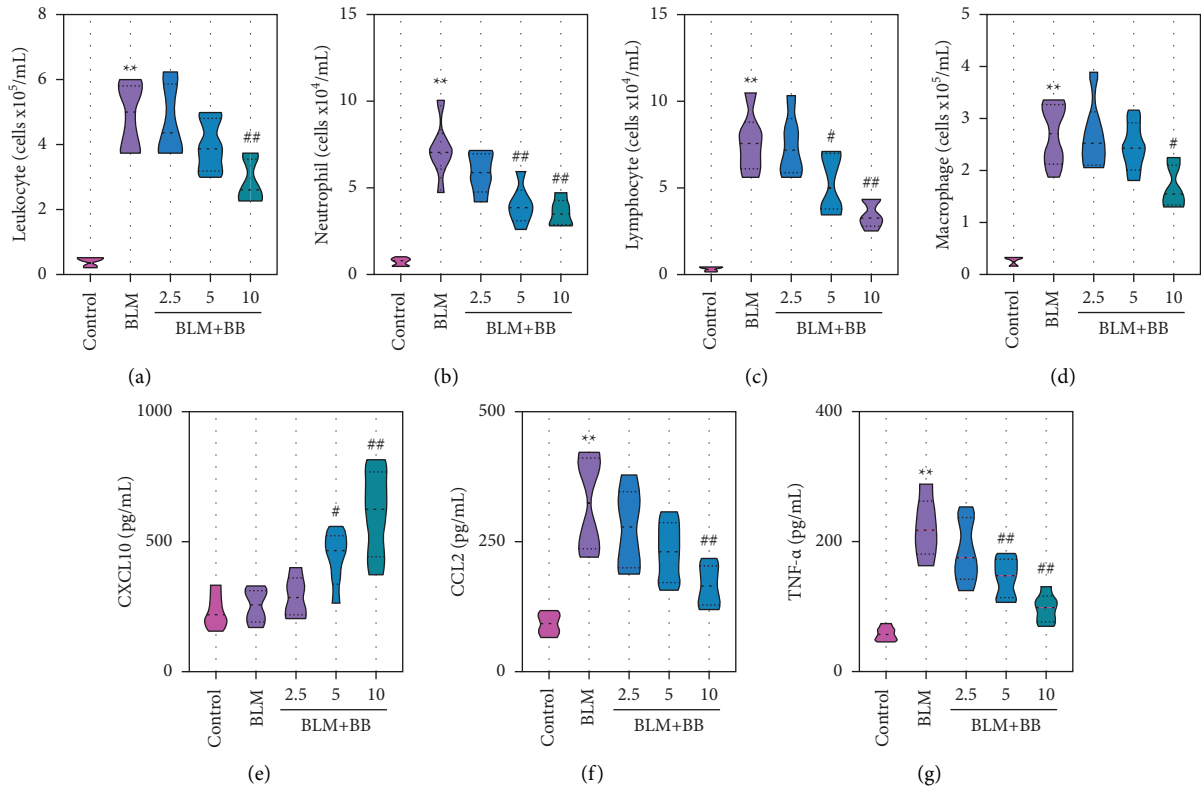 Leukocyte (cells x10⁵/mL)
8
6
4
2
0
**
##
Control
BLM
2.5
5
10
BLM+BB
(a)
Neutrophil (cells x10⁴/mL)
15
10
5
0
**
##
##
Control
BLM
2.5
5
10
BLM+BB
(b)
Lymphocyte (cells x10⁴/mL)
15
10
5
0
**
#
##
Control
BLM
2.5
5
10
BLM+BB
(c)
Macrophage (cells x10⁵/mL)
5
4
3
2
1
0
**
#
Control
BLM
2.5
5
10
BLM+BB
(d)
CXCL10 (pg/mL)
1000
500
0
#
##
Control
BLM
2.5
5
10
BLM+BB
(e)
CCL2 (pg/mL)
500
250
0
**
##
Control
BLM
2.5
5
10
BLM+BB
(f)
TNF-α (pg/mL)
400
200
0
**
##
##
Control
BLM
2.5
5
10
BLM+BB
(g)